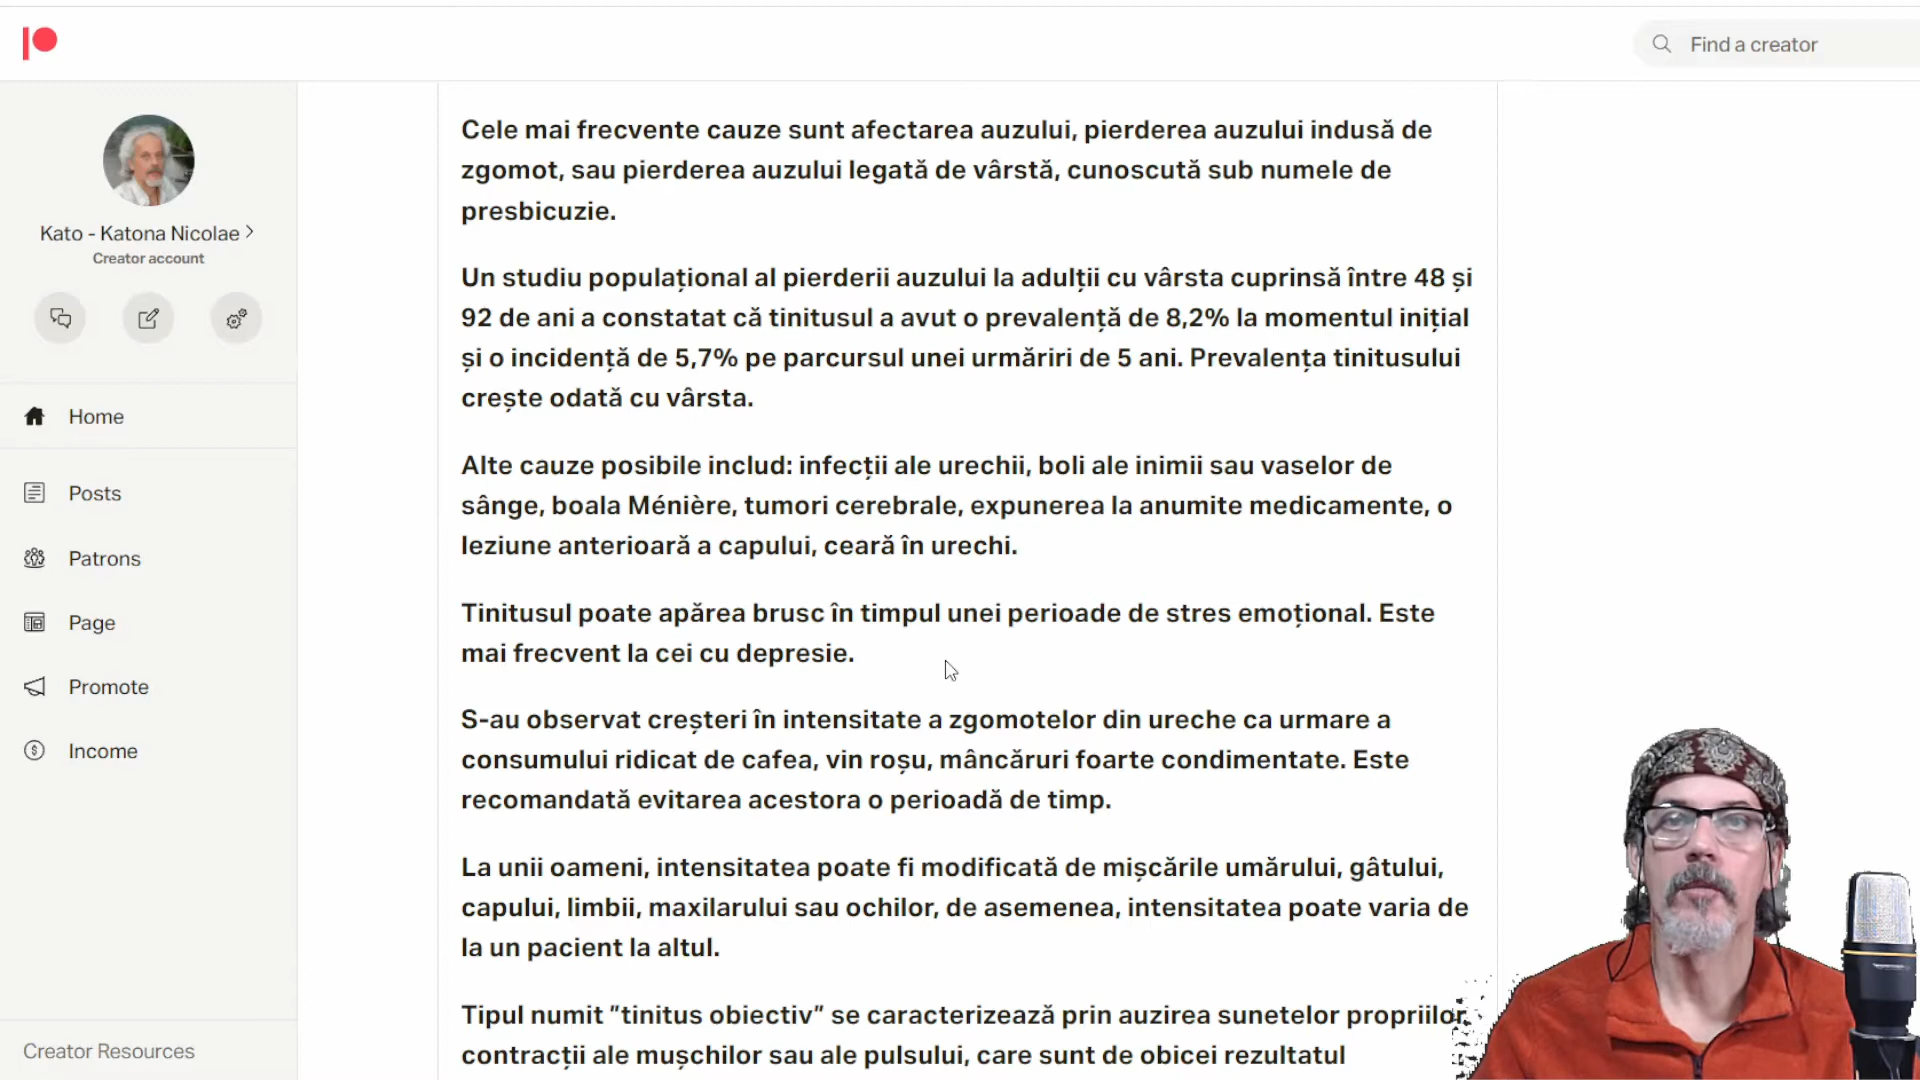 Find a creator
Kato - Katona Nicolae
Creator account
Home
Posts
Patrons
Page
Promote
Income
Creator Resources
Cele mai frecvente cauze sunt afectarea auzului, pierderea auzului indusă de
zgomot, sau pierderea auzului legată de vârstă, cunoscută sub numele de
presbicuzie.
Un studiu populațional al pierderii auzului la adulții cu vârsta cuprinsă între 48 și
92 de ani a constatat că tinitusul a avut o prevalență de 8,2% la momentul inițial
și o incidență de 5,7% pe parcursul unei urmăriri de 5 ani. Prevalența tinitusului
crește odată cu vârsta.
Alte cauze posibile includ: infecții ale urechii, boli ale inimii sau vaselor de
sânge, boala Ménière, tumori cerebrale, expunerea la anumite medicamente, o
leziune anterioară a capului, ceară în urechi.
Tinitusul poate apărea brusc în timpul unei perioade de stres emoțional. Este
mai frecvent la cei cu depresie.
S-au observat creșteri în intensitate a zgomotelor din ureche ca urmare a
consumului ridicat de cafea, vin roșu, mâncăruri foarte condimentate. Este
recomandată evitarea acestora o perioadă de timp.
La unii oameni, intensitatea poate fi modificată de mișcările umărului, gâtului,
capului, limbii, maxilarului sau ochilor, de asemenea, intensitatea poate varia de
la un pacient la altul.
Tipul numit ”tinitus obiectiv” se caracterizează prin auzirea sunetelor propriilor
contracții ale mușchilor sau ale pulsului, care sunt de obicei rezultatul